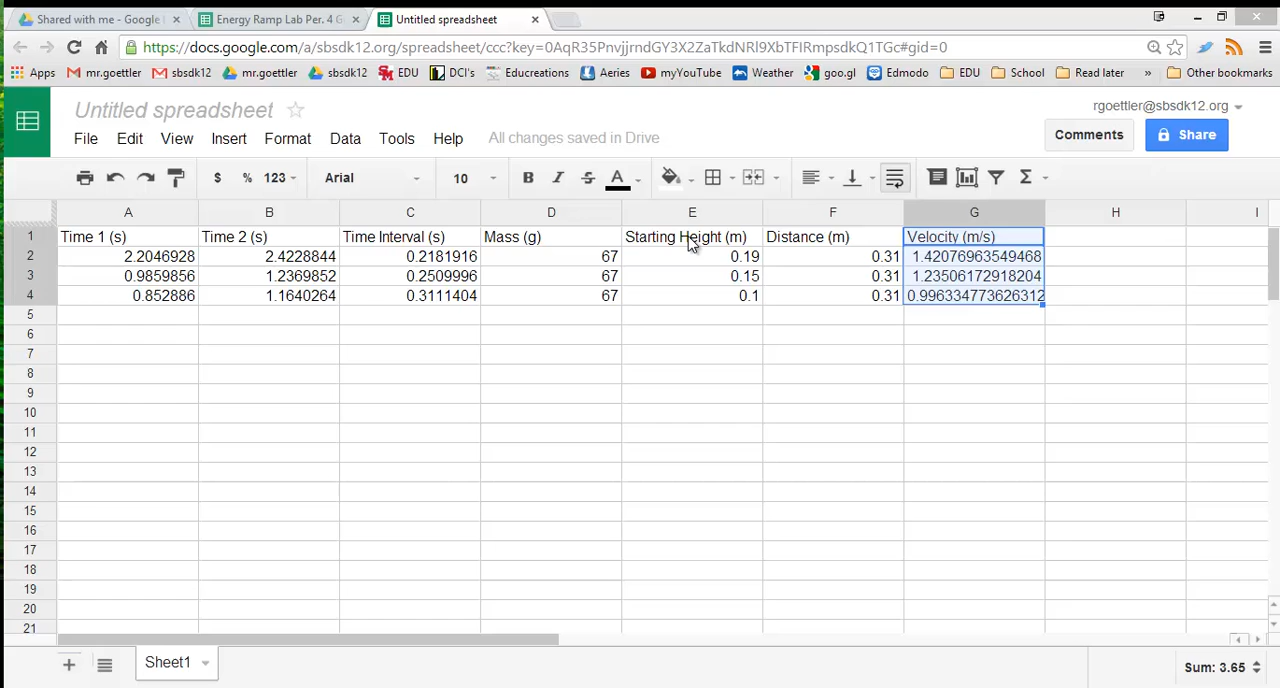 Shared with me - Google
Energy Ramp Lab Per. 4 G
Untitled spreadsheet
https://docs.google.com/a/sbsdk12.org/spreadsheet/ccc?key=0AqR35PnvjjrndGY3X2ZaTkdNRl9XbTFIRmpsdkQ1TGc#gid=0
Apps mr.goettler sbsdk12 mr.goettler sbsdk12 EDU DCI's Educreations Aeries myYouTube Weather goo.gl Edmodo EDU School Read later » Other bookmarks
Untitled spreadsheet
rgoettler@sbsdk12.org
File Edit View Insert Format Data Tools Help All changes saved in Drive
Comments Share
$ % 123 Arial 10 B I S A Σ
A B C D E F G H I
1 Time 1 (s) Time 2 (s) Time Interval (s) Mass (g) Starting Height (m) Distance (m) Velocity (m/s)
2 2.2046928 2.4228844 0.2181916 67 0.19 0.31 1.42076963549468
3 0.9859856 1.2369852 0.2509996 67 0.15 0.31 1.23506172918204
4 0.852886 1.1640264 0.3111404 67 0.1 0.31 0.996334773626312
5
6
7
8
9
10
11
12
13
14
15
16
17
18
19
20
21
Sheet1
Sum: 3.65